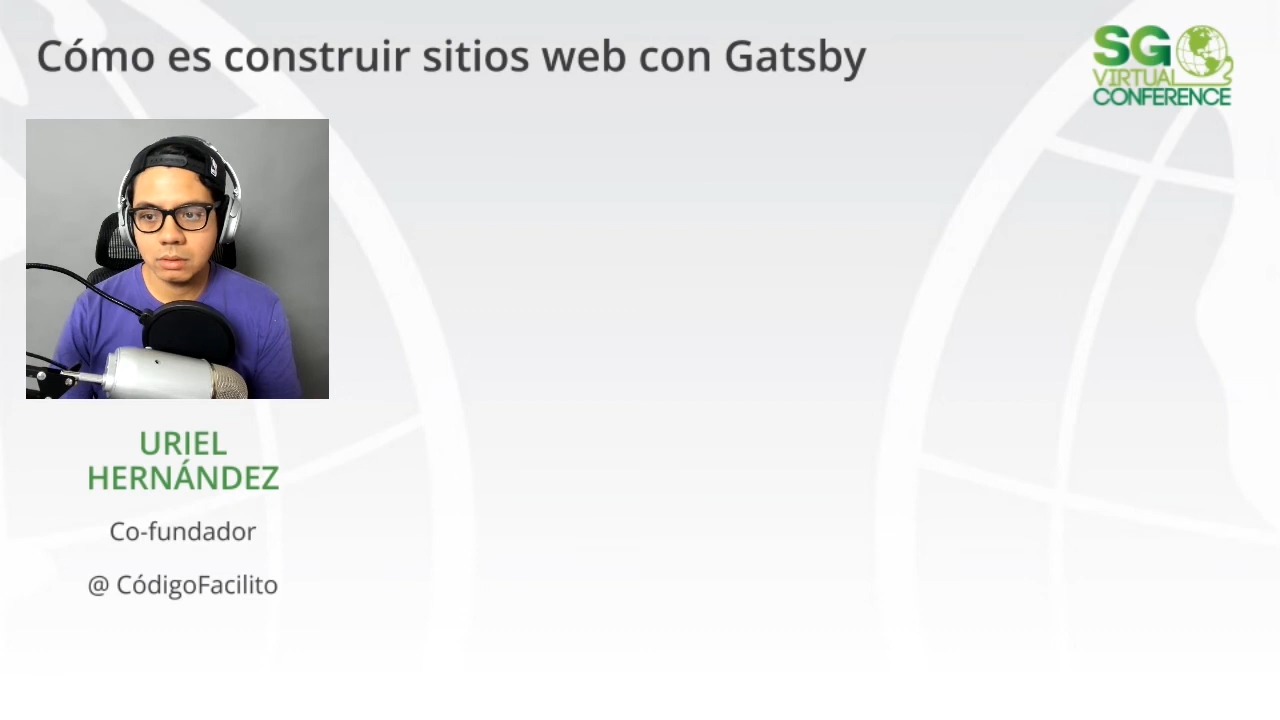 Cómo es construir sitios web con Gatsby
SG
VIRTUAL
CONFERENCE
URIEL
HERNÁNDEZ
Co-fundador
@ CódigoFacilito